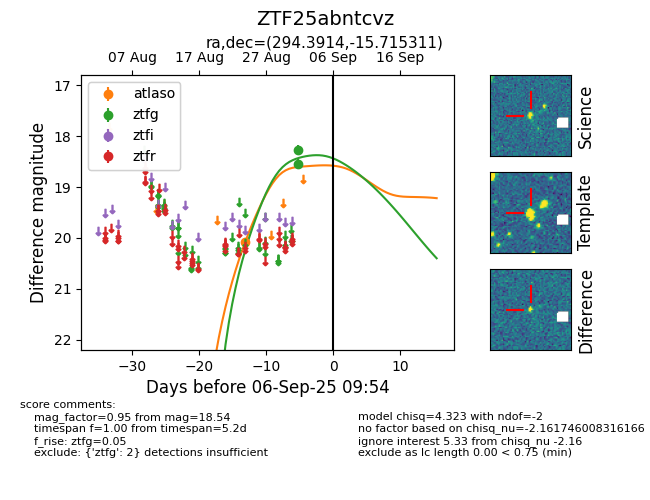 ZTF25abntcvz
ra,dec=(294.3914,-15.715311)
07 Aug 17 Aug 27 Aug 06 Sep 16 Sep
17
18
19
20
21
22
Difference magnitude
atlaso
ztfg
ztfi
ztfr
−30 −20 −10 0 10
Days before 06-Sep-25 09:54
Science
Template
Difference
score comments:
mag_factor=0.95 from mag=18.54
timespan f=1.00 from timespan=5.2d
f_rise: ztfg=0.05
exclude: {'ztfg': 2} detections insufficient
model chisq=4.323 with ndof=-2
no factor based on chisq_nu=-2.161746008316166
ignore interest 5.33 from chisq_nu -2.16
exclude as lc length 0.00 < 0.75 (min)